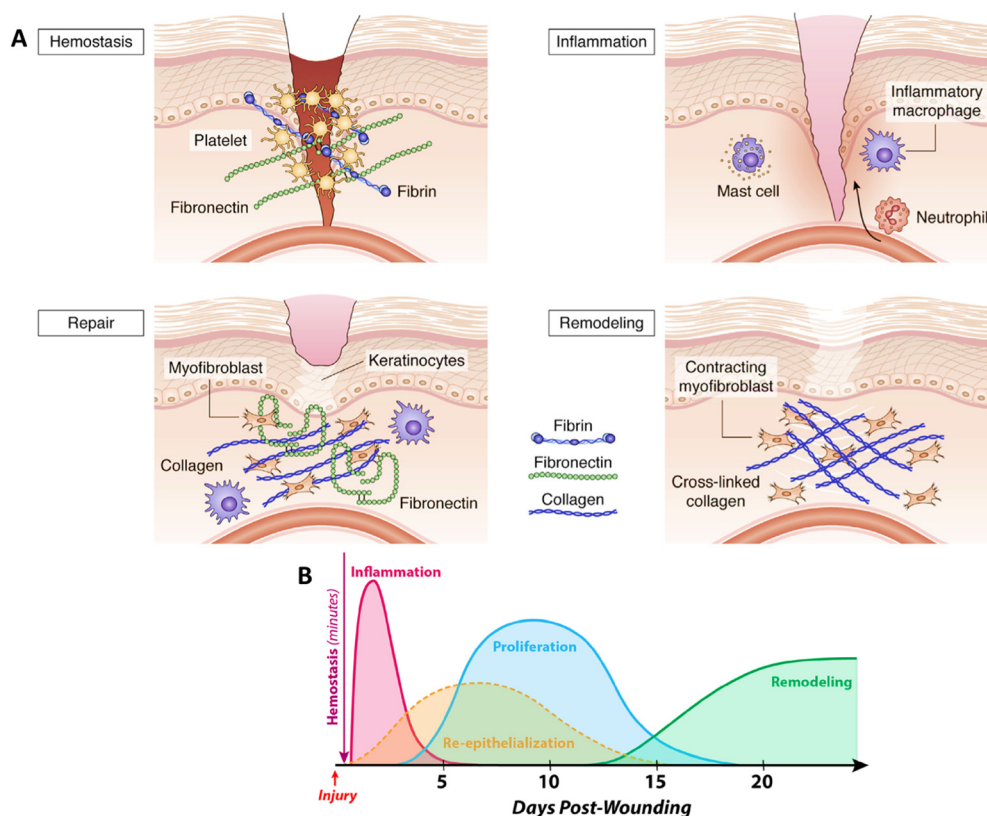 A
Hemostasis
Platelet
Fibronectin
Fibrin
Inflammation
Inflammatory
macrophage
Mast cell
Neutrophil
Repair
Myofibroblast
Keratinocytes
Collagen
Fibronectin
Fibrin
Fibronectin
Collagen
Remodeling
Contracting
myofibroblast
Cross-linked
collagen
B
Hemostasis (minutes)
Inflammation
Proliferation
Re-epithelialization
Remodeling
5
10
15
20
Injury
Days Post-Wounding